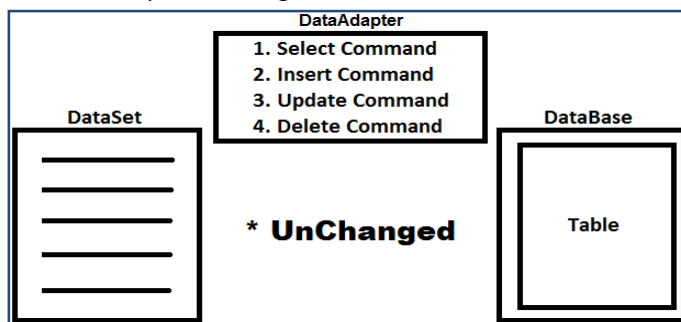 DataAdapter
1. Select Command
2. Insert Command
3. Update Command
4. Delete Command
DataSet
DataBase
* UnChanged
Table